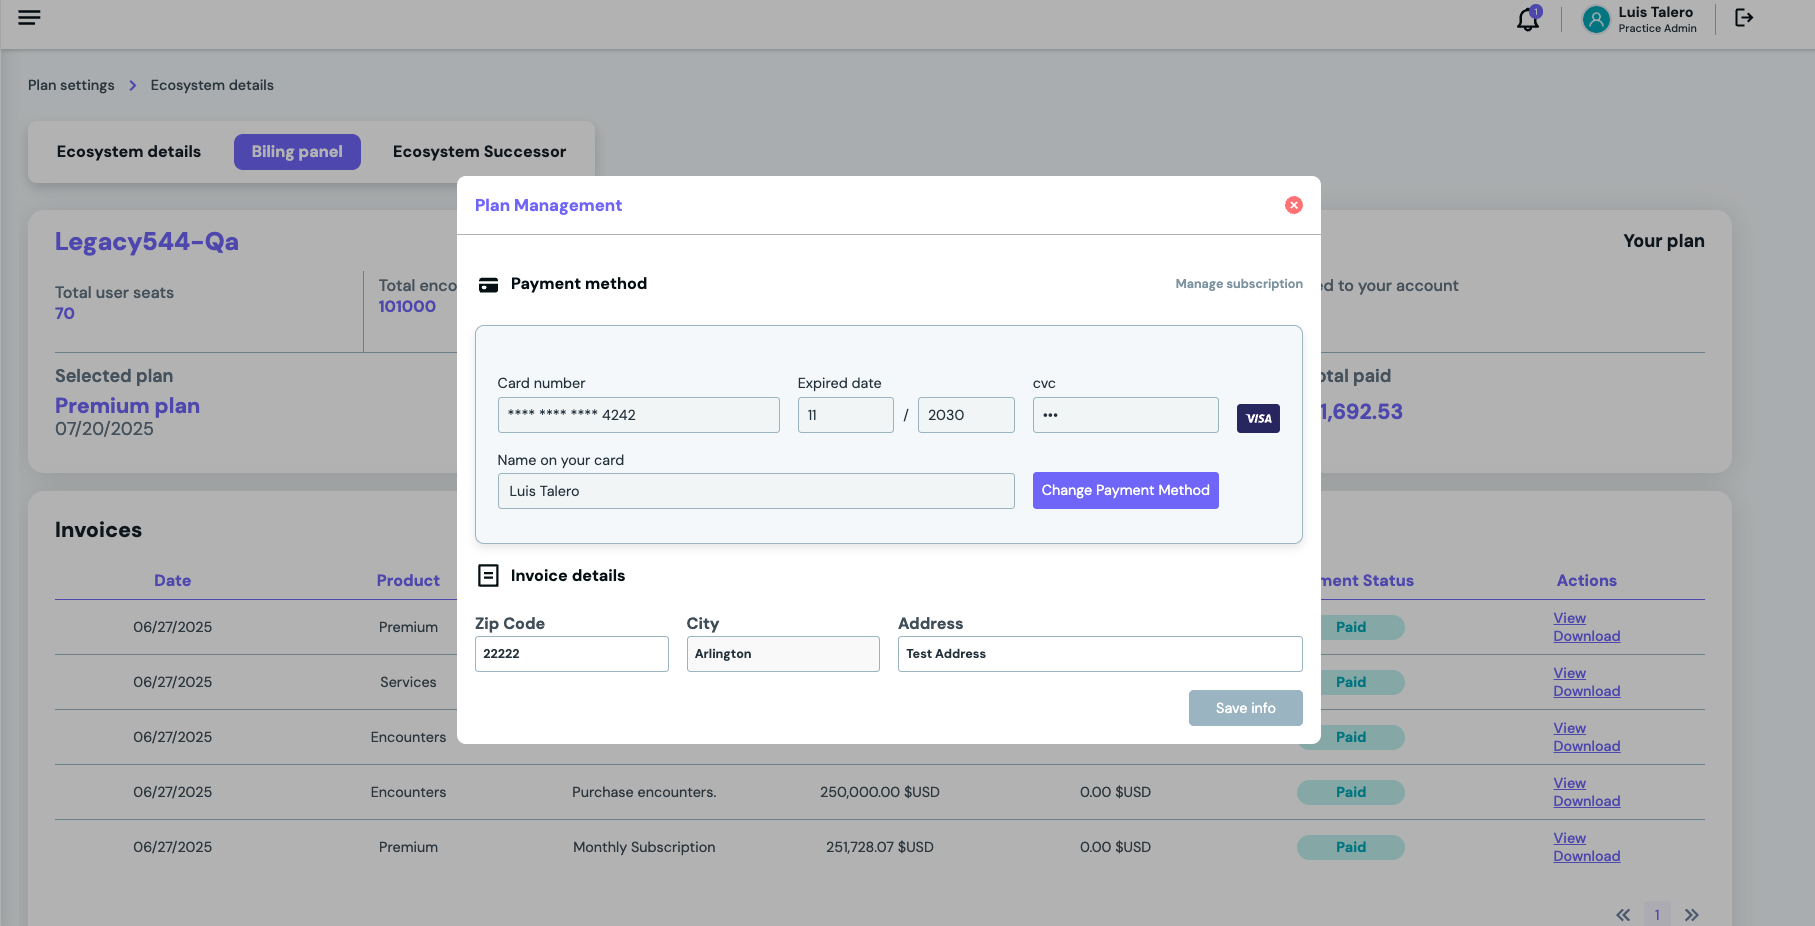 1
Luis Talero
Practice Admin
Plan settings
Ecosystem details
Ecosystem details
Biling panel
Ecosystem Successor
Plan Management
Legacy544-Qa
Your plan
Total user seats
70
Total enco
101000
ed to your account
Payment method
Manage subscription
Selected plan
Premium plan
07/20/2025
otal paid
1,692.53
Card number
Expired date
cvc
**** **** **** 4242
11
/
2030
•••
VISA
Name on your card
Luis Talero
Change Payment Method
Invoices
Invoice details
Date
Product
ment Status
Actions
Zip Code
City
Address
22222
Arlington
Test Address
Save info
06/27/2025
Premium
Paid
View
Download
06/27/2025
Services
Paid
View
Download
06/27/2025
Encounters
Paid
View
Download
06/27/2025
Encounters
Purchase encounters.
250,000.00 $USD
0.00 $USD
Paid
View
Download
06/27/2025
Premium
Monthly Subscription
251,728.07 $USD
0.00 $USD
Paid
View
Download
1